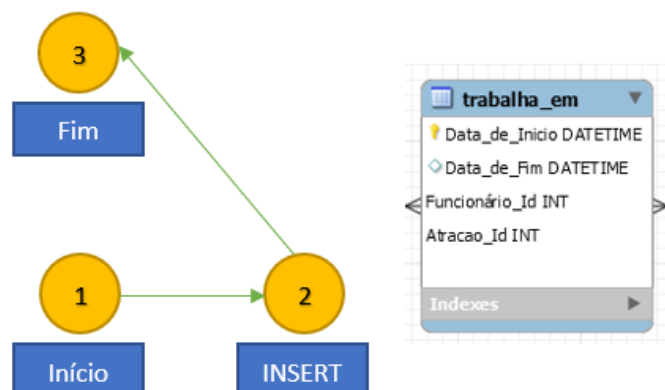 3
Fim
1
Início
2
INSERT
trabalha_em
Data_de_Inicio DATETIME
Data_de_Fim DATETIME
Funcionário_Id INT
Atracao_Id INT
Indexes